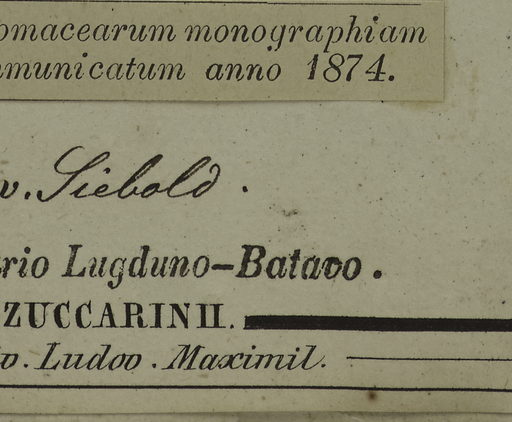 omacearum monographiam
municatum anno 1874.
v. Siebold.
rio Lugduno-Batavo.
ZUCCARINII.
v. Ludov. Maximil.